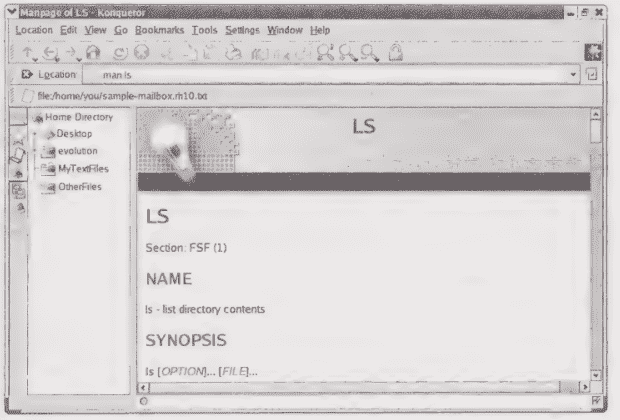 Manpage of LS - Konqueror
Location Edit View Go Bookmarks Tools Settings Window Help
Location: man:ls
file:/home/you/sample-mailbox.rh10.txt
Home Directory
Desktop
evolution
MyTextFiles
OtherFiles
LS
LS
Section: FSF (1)
NAME
ls - list directory contents
SYNOPSIS
ls [OPTION]... [FILE]...